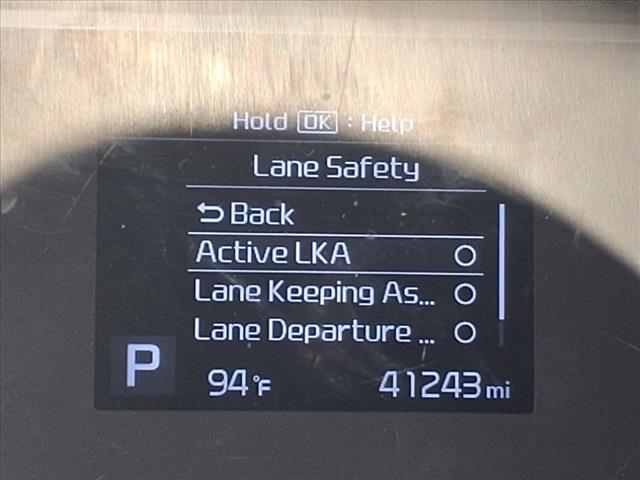 Hold OK : Help
Lane Safety
Back
Active LKA
Lane Keeping As...
Lane Departure ...
P 94°F 41243 mi